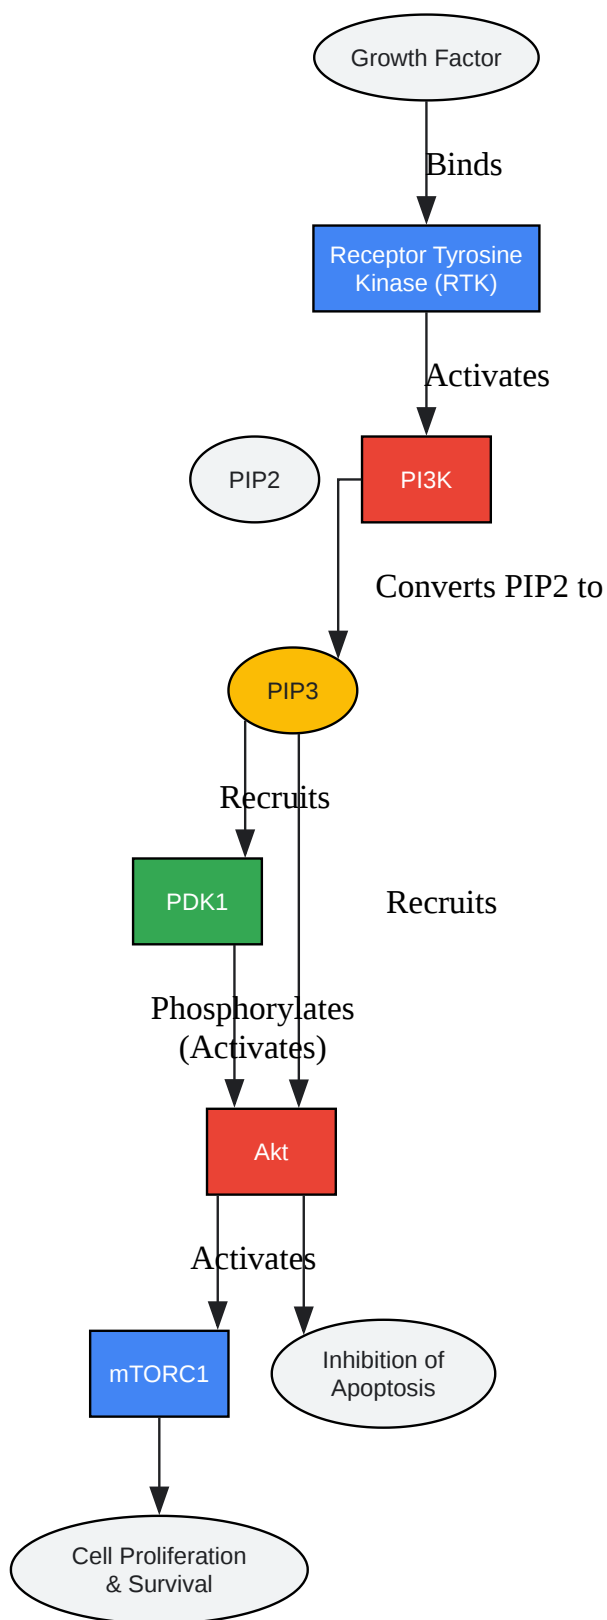 Growth Factor
Binds
Receptor Tyrosine
Kinase (RTK)
Activates
PIP2
PI3K
Converts PIP2 to
PIP3
Recruits
PDK1
Recruits
Phosphorylates
(Activates)
Akt
Activates
mTORC1
Inhibition of
Apoptosis
Cell Proliferation
& Survival